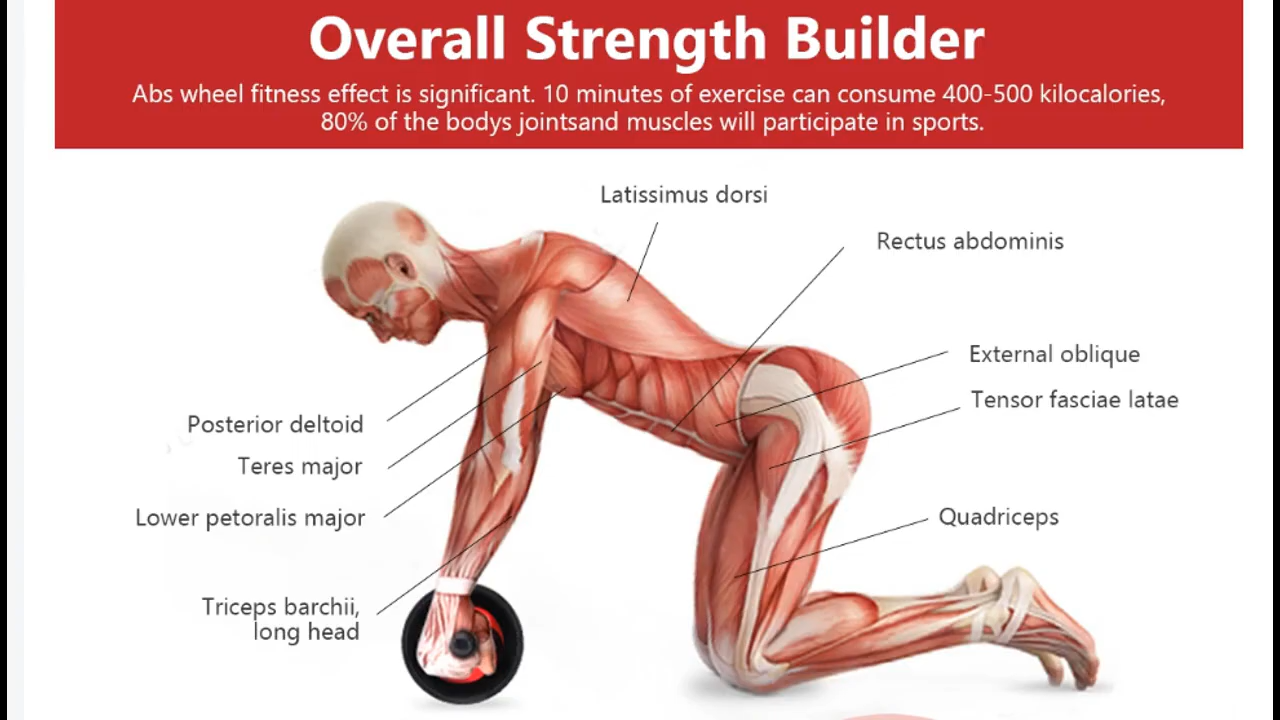 Overall Strength Builder
Abs wheel fitness effect is significant. 10 minutes of exercise can consume 400-500 kilocalories,
80% of the bodys jointsand muscles will participate in sports.
Latissimus dorsi
Rectus abdominis
External oblique
Tensor fasciae latae
Posterior deltoid
Teres major
Lower petoralis major
Quadriceps
Triceps barchii,
long head